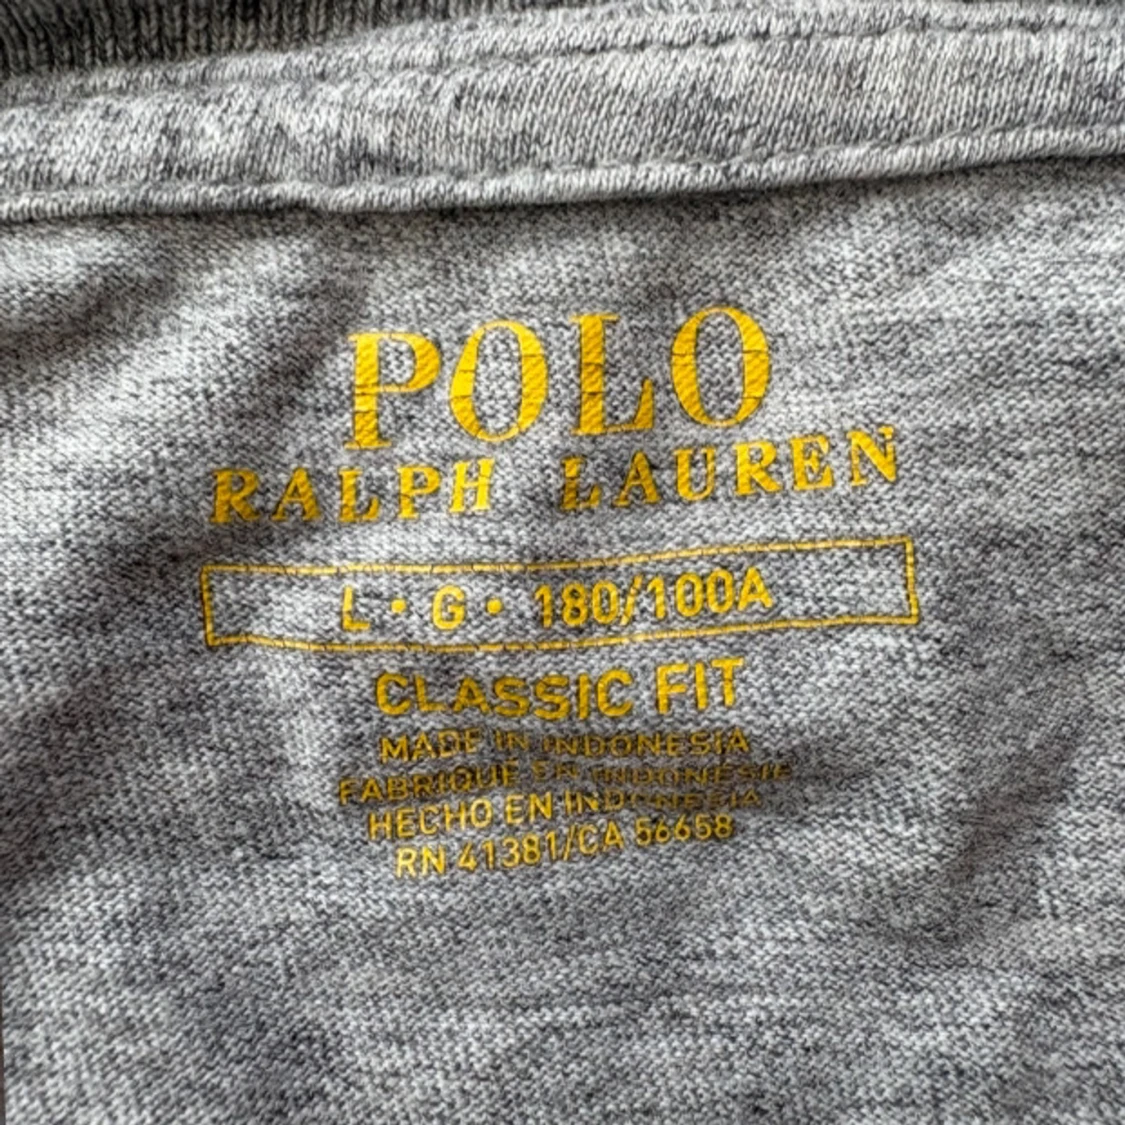 POLO
RALPH LAUREN
L • G • 180/100A
CLASSIC FIT
MADE IN INDONESIA
FABRIQUÉ EN INDONÉSIE
HECHO EN INDONESIA
RN 41381/CA 56658